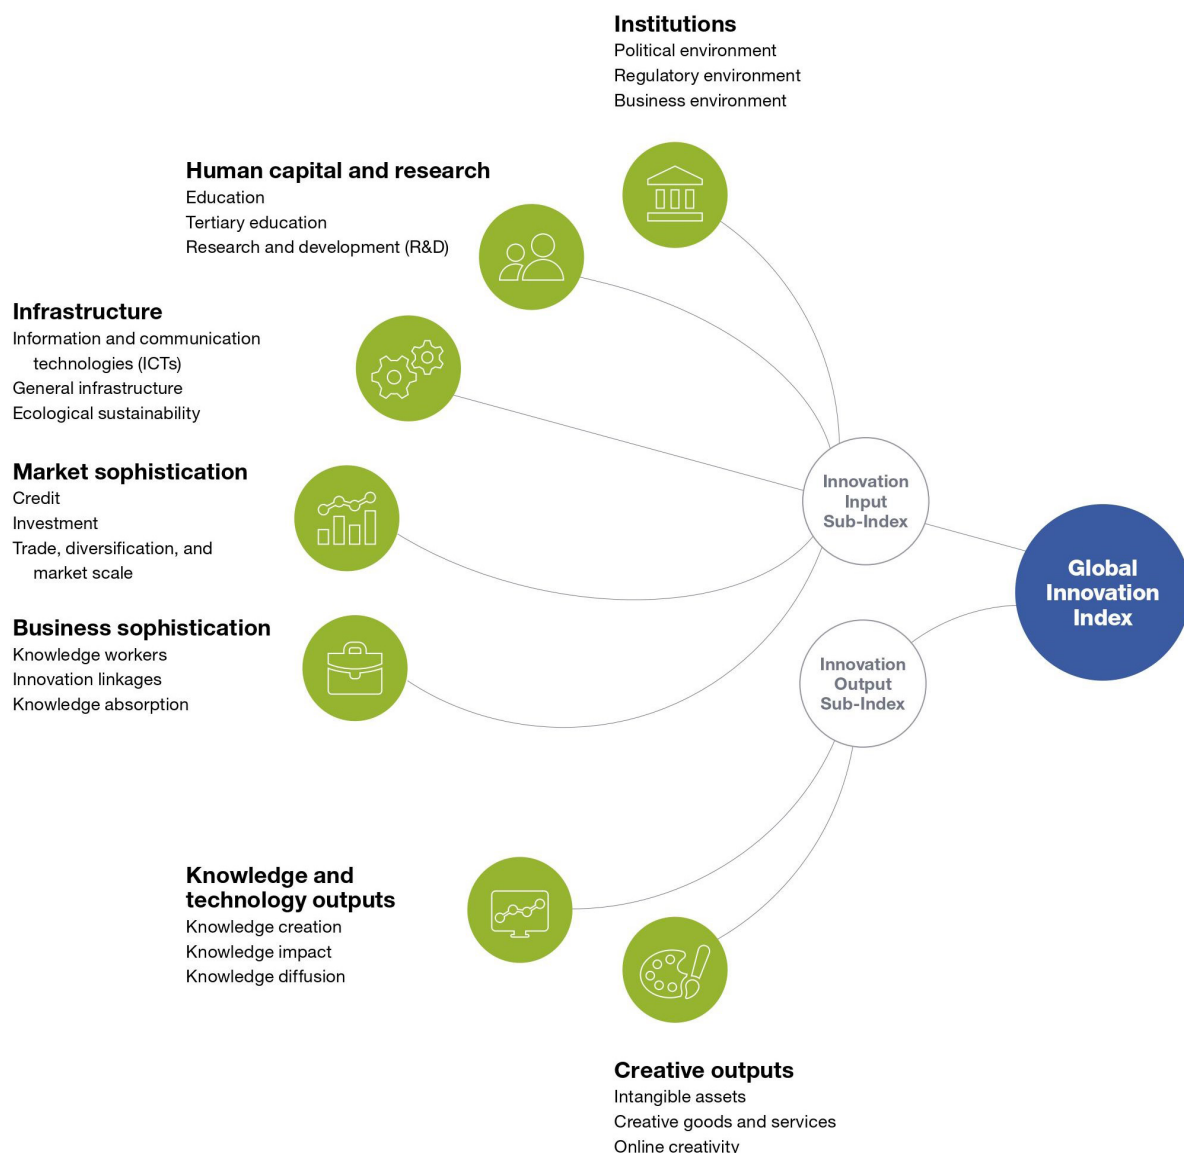 Institutions
Political environment
Regulatory environment
Business environment
Human capital and research
Education
Tertiary education
Research and development (R&D)
Infrastructure
Information and communication
technologies (ICTs)
General infrastructure
Ecological sustainability
Market sophistication
Credit
Investment
Trade, diversification, and
market scale
Business sophistication
Knowledge workers
Innovation linkages
Knowledge absorption
Innovation
Input
Sub-Index
Global
Innovation
Index
Innovation
Output
Sub-Index
Knowledge and
technology outputs
Knowledge creation
Knowledge impact
Knowledge diffusion
Creative outputs
Intangible assets
Creative goods and services
Online creativity